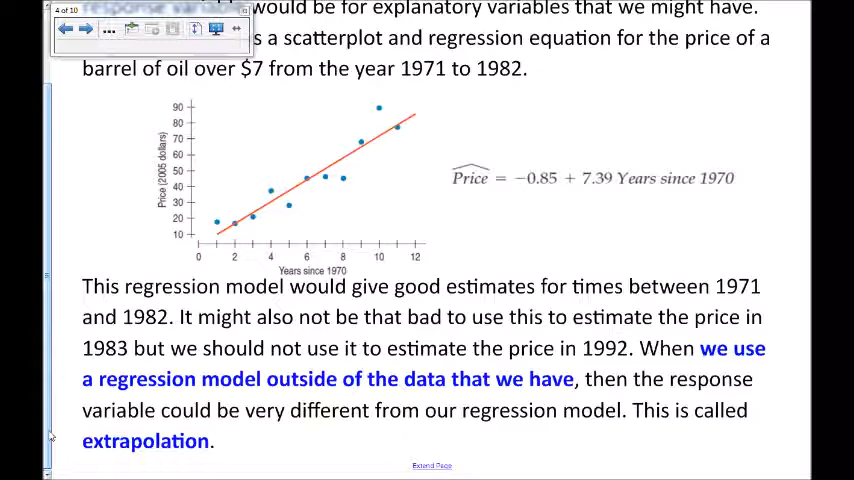 4 of 10
would be for explanatory variables that we might have.
s a scatterplot and regression equation for the price of a
barrel of oil over $7 from the year 1971 to 1982.
Price (2005 dollars)
90
80
70
60
50
40
30
20
10
0 2 4 6 8 10 12
Years since 1970
Price = −0.85 + 7.39 Years since 1970
This regression model would give good estimates for times between 1971
and 1982. It might also not be that bad to use this to estimate the price in
1983 but we should not use it to estimate the price in 1992. When we use
a regression model outside of the data that we have, then the response
variable could be very different from our regression model. This is called
extrapolation.
Extend Page